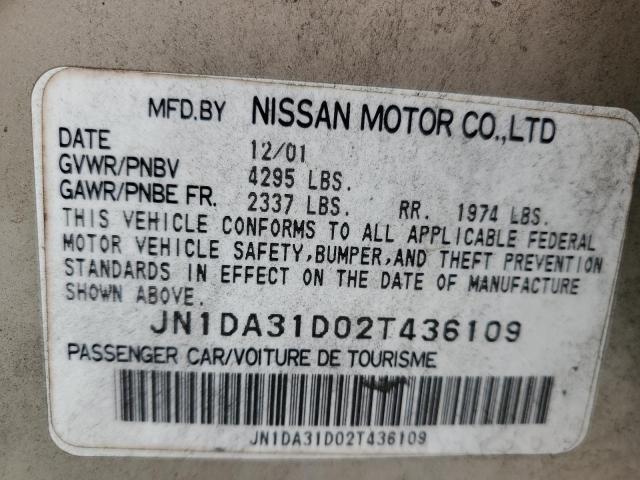 MFD.BY NISSAN MOTOR CO.,LTD
DATE 12/01
GVWR/PNBV 4295 LBS.
GAWR/PNBE FR. 2337 LBS. RR. 1974 LBS.
THIS VEHICLE CONFORMS TO ALL APPLICABLE FEDERAL
MOTOR VEHICLE SAFETY,BUMPER,AND THEFT PREVENTION
STANDARDS IN EFFECT ON THE DATE OF MANUFACTURE
SHOWN ABOVE.
JN1DA31D02T436109
PASSENGER CAR/VOITURE DE TOURISME
JN1DA31D02T436109